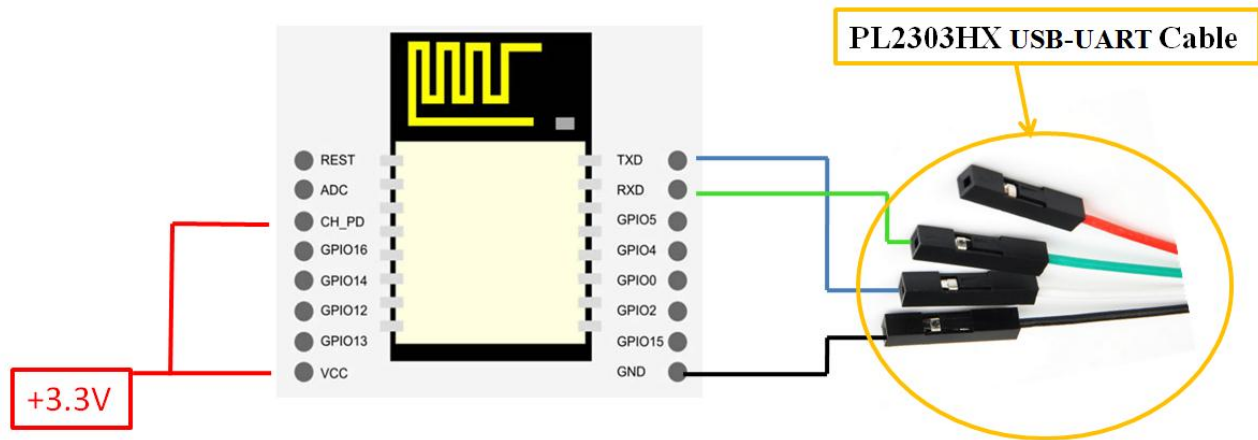 PL2303HX USB-UART Cable
REST
ADC
CH_PD
GPIO16
GPIO14
GPIO12
GPIO13
VCC
TXD
RXD
GPIO5
GPIO4
GPIO0
GPIO2
GPIO15
GND
+3.3V